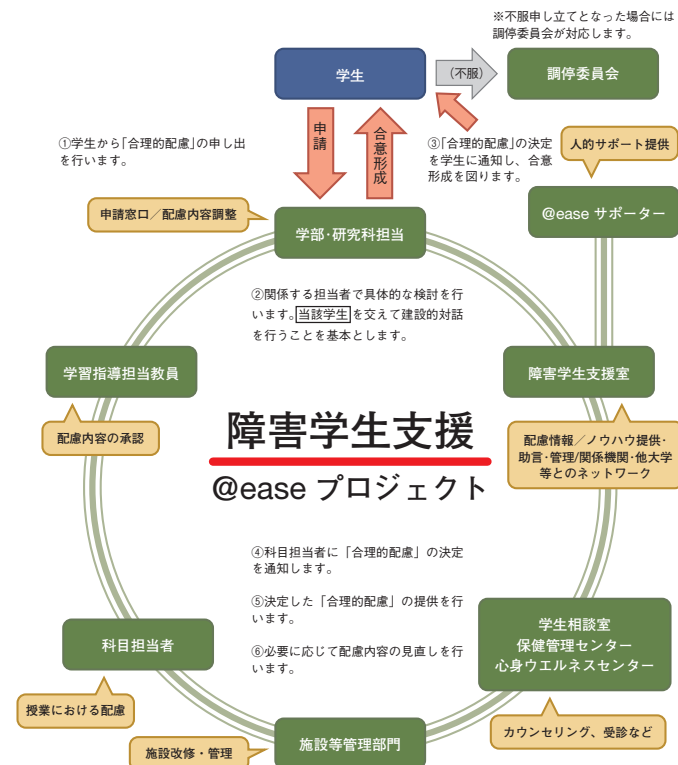 ※不服申し立てとなった場合には
調停委員会が対応します。
学生
(不服)
調停委員会
申請
合意形成
①学生から「合理的配慮」の申し出
を行います。
③「合理的配慮」の決定
を学生に通知し、合意
形成を図ります。
人的サポート提供
申請窓口／配慮内容調整
学部・研究科担当
@ease サポーター
②関係する担当者で具体的な検討を行
います。当該学生を交えて建設的対話
を行うことを基本とします。
学習指導担当教員
障害学生支援室
配慮内容の承認
障害学生支援
@ease プロジェクト
配慮情報／ノウハウ提供・
助言・管理/関係機関・他大学
等とのネットワーク
④科目担当者に「合理的配慮」の決定
を通知します。
⑤決定した「合理的配慮」の提供を行
います。
⑥必要に応じて配慮内容の見直しを行
います。
科目担当者
学生相談室
保健管理センター
心身ウエルネスセンター
授業における配慮
カウンセリング、受診など
施設等管理部門
施設改修・管理